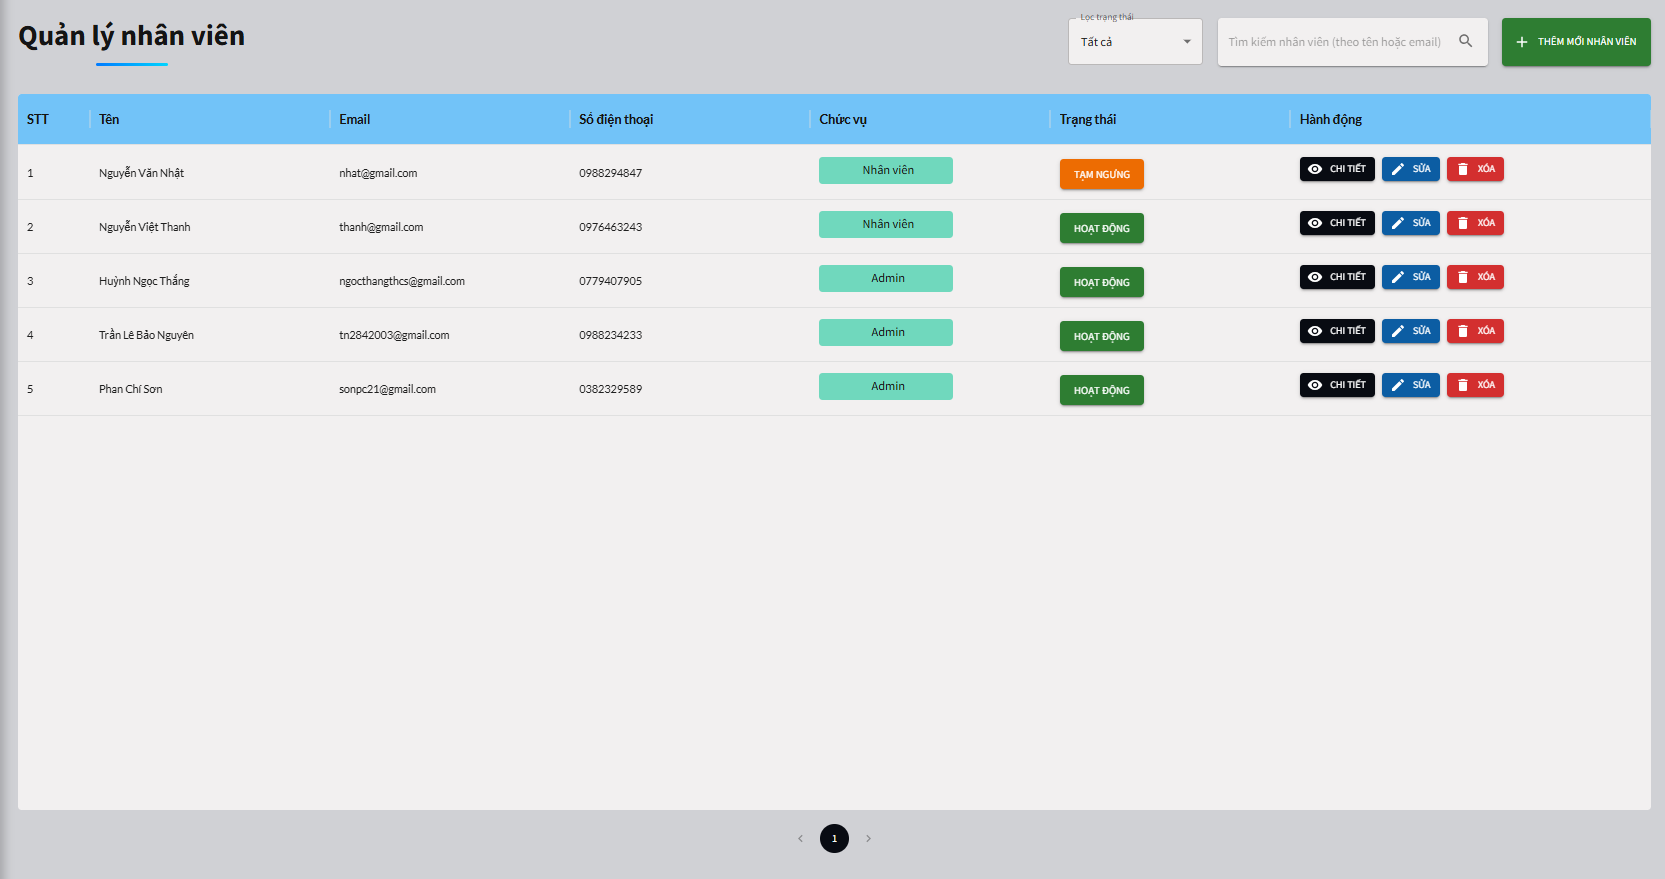 Quản lý nhân viên
Lọc trạng thái
Tất cả
Tìm kiếm nhân viên (theo tên hoặc email)
THÊM MỚI NHÂN VIÊN
STT Tên Email Số điện thoại Chức vụ Trạng thái Hành động
1 Nguyễn Văn Nhật nhat@gmail.com 0988294847 Nhân viên TẠM NGƯNG CHI TIẾT SỬA XÓA
2 Nguyễn Việt Thanh thanh@gmail.com 0976463243 Nhân viên HOẠT ĐỘNG CHI TIẾT SỬA XÓA
3 Huỳnh Ngọc Thắng ngocthangthcs@gmail.com 0779407905 Admin HOẠT ĐỘNG CHI TIẾT SỬA XÓA
4 Trần Lê Bảo Nguyên tn2842003@gmail.com 0988234233 Admin HOẠT ĐỘNG CHI TIẾT SỬA XÓA
5 Phan Chí Sơn sonpc21@gmail.com 0382329589 Admin HOẠT ĐỘNG CHI TIẾT SỬA XÓA
1